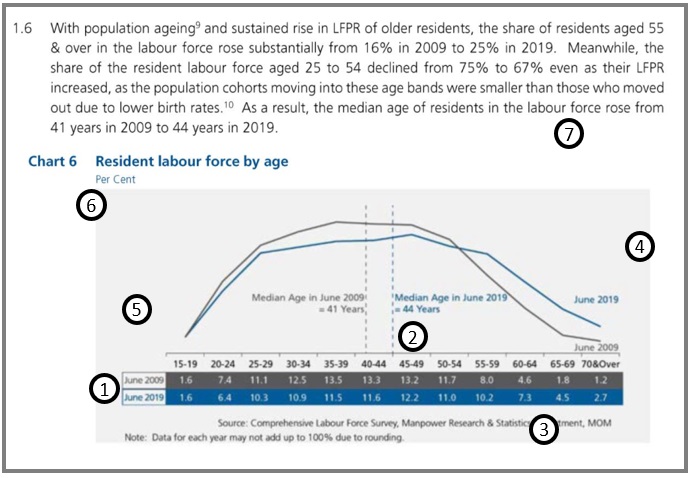 1.6 With population ageing⁹ and sustained rise in LFPR of older residents, the share of residents aged 55
& over in the labour force rose substantially from 16% in 2009 to 25% in 2019. Meanwhile, the
share of the resident labour force aged 25 to 54 declined from 75% to 67% even as their LFPR
increased, as the population cohorts moving into these age bands were smaller than those who moved
out due to lower birth rates.¹⁰ As a result, the median age of residents in the labour force rose from
41 years in 2009 to 44 years in 2019.
7
Chart 6 Resident labour force by age
Per Cent
6
4
5
Median Age in June 2009
= 41 Years
Median Age in June 2019
= 44 Years
June 2019
2
June 2009
15-19 20-24 25-29 30-34 35-39 40-44 45-49 50-54 55-59 60-64 65-69 70&Over
1
June 2009 1.6 7.4 11.1 12.5 13.5 13.3 13.2 11.7 8.0 4.6 1.8 1.2
June 2019 1.6 6.4 10.3 10.9 11.5 11.6 12.2 11.0 10.2 7.3 4.5 2.7
Source: Comprehensive Labour Force Survey, Manpower Research & MOM
3
Note: Data for each year may not add up to 100% due to rounding.